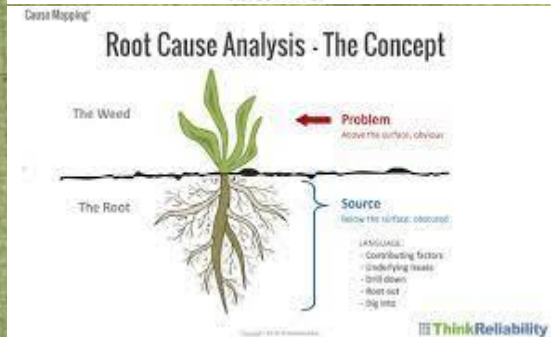 Cause Mapping®
Root Cause Analysis - The Concept
The Weed
Problem
Above the surface, obvious
The Root
Source
Below the surface, obscured
LANGUAGE:
- Contributing factors
- Underlying issues
- Drill down
- Root out
- Dig into
ThinkReliability